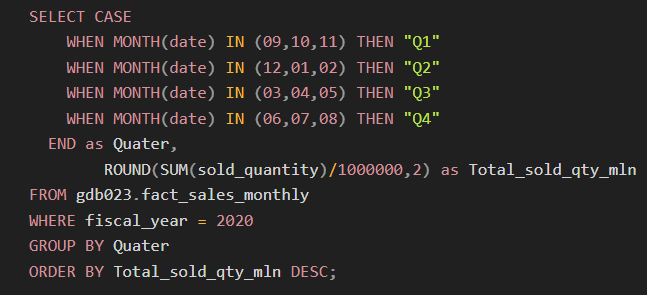 SELECT CASE
WHEN MONTH(date) IN (09,10,11) THEN "Q1"
WHEN MONTH(date) IN (12,01,02) THEN "Q2"
WHEN MONTH(date) IN (03,04,05) THEN "Q3"
WHEN MONTH(date) IN (06,07,08) THEN "Q4"
END as Quater,
ROUND(SUM(sold_quantity)/1000000,2) as Total_sold_qty_mln
FROM gdb023.fact_sales_monthly
WHERE fiscal_year = 2020
GROUP BY Quater
ORDER BY Total_sold_qty_mln DESC;